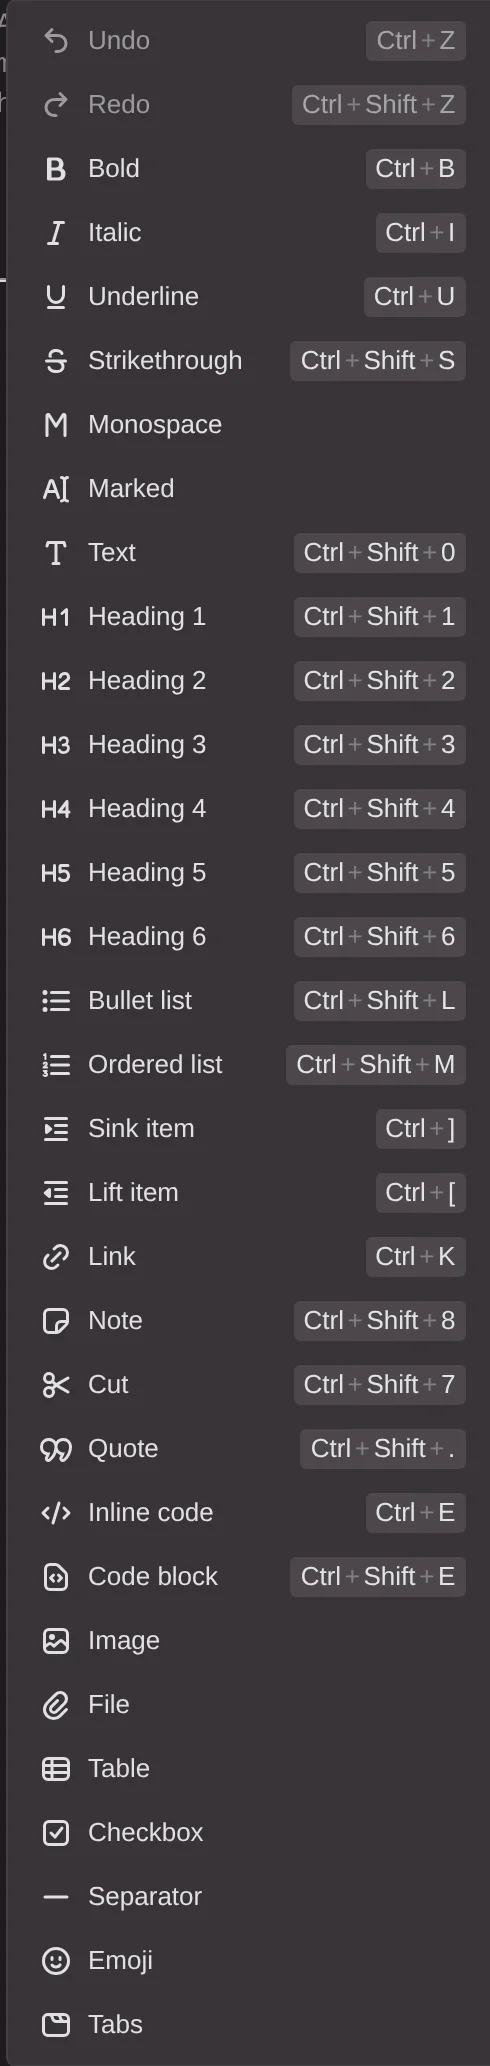 Undo Ctrl+Z
Redo Ctrl+Shift+Z
B Bold Ctrl+B
I Italic Ctrl+I
U Underline Ctrl+U
S Strikethrough Ctrl+Shift+S
M Monospace
A Marked
T Text Ctrl+Shift+0
H1 Heading 1 Ctrl+Shift+1
H2 Heading 2 Ctrl+Shift+2
H3 Heading 3 Ctrl+Shift+3
H4 Heading 4 Ctrl+Shift+4
H5 Heading 5 Ctrl+Shift+5
H6 Heading 6 Ctrl+Shift+6
Bullet list Ctrl+Shift+L
Ordered list Ctrl+Shift+M
Sink item Ctrl+]
Lift item Ctrl+[
Link Ctrl+K
Note Ctrl+Shift+8
Cut Ctrl+Shift+7
Quote Ctrl+Shift+.
</> Inline code Ctrl+E
Code block Ctrl+Shift+E
Image
File
Table
Checkbox
Separator
Emoji
Tabs